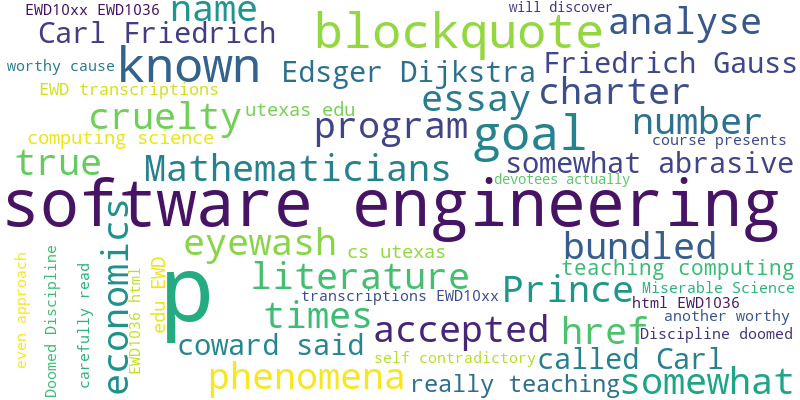 EWD10xx EWD1036
name
will discover
blockquote
analyse
Carl Friedrich
worthy cause
known
Edsger Dijkstra
Friedrich Gauss
EWD transcriptions
essay
charter
cruelty
utexas edu
program
goal
number
computing science
course presents
true
Mathematicians
somewhat abrasive
devotees actually
software engineering
eyewash
cs utexas
bundled
even approach
Doomed Discipline
carefully read
economics
EWD1036 html
edu EWD
p
literature
teaching computing
transcriptions EWD10xx
Prince
Miserable Science
html EWD1036
times
accepted
href
another worthy
Discipline doomed
coward said
self contradictory
called Carl
phenomena
really teaching
somewhat